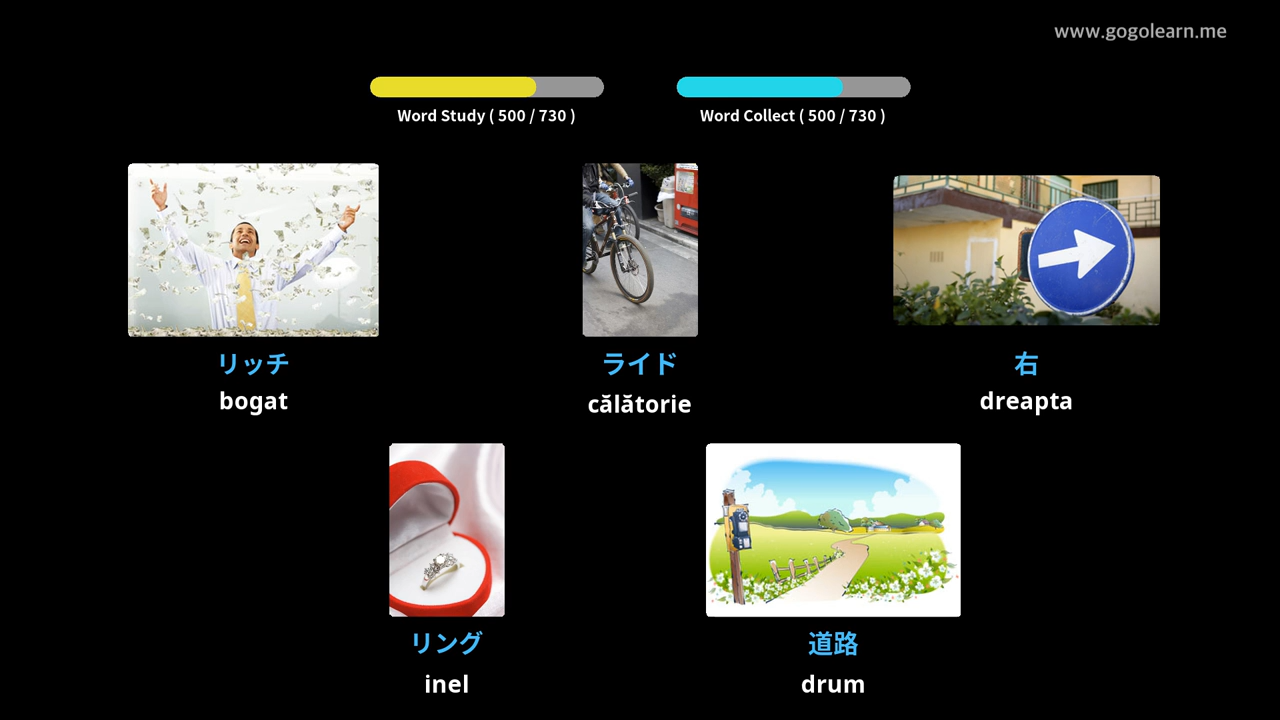 www.gogolearn.me
Word Study ( 500 / 730 )
Word Collect ( 500 / 730 )
リッチ
bogat
ライド
călătorie
右
dreapta
リング
inel
道路
drum